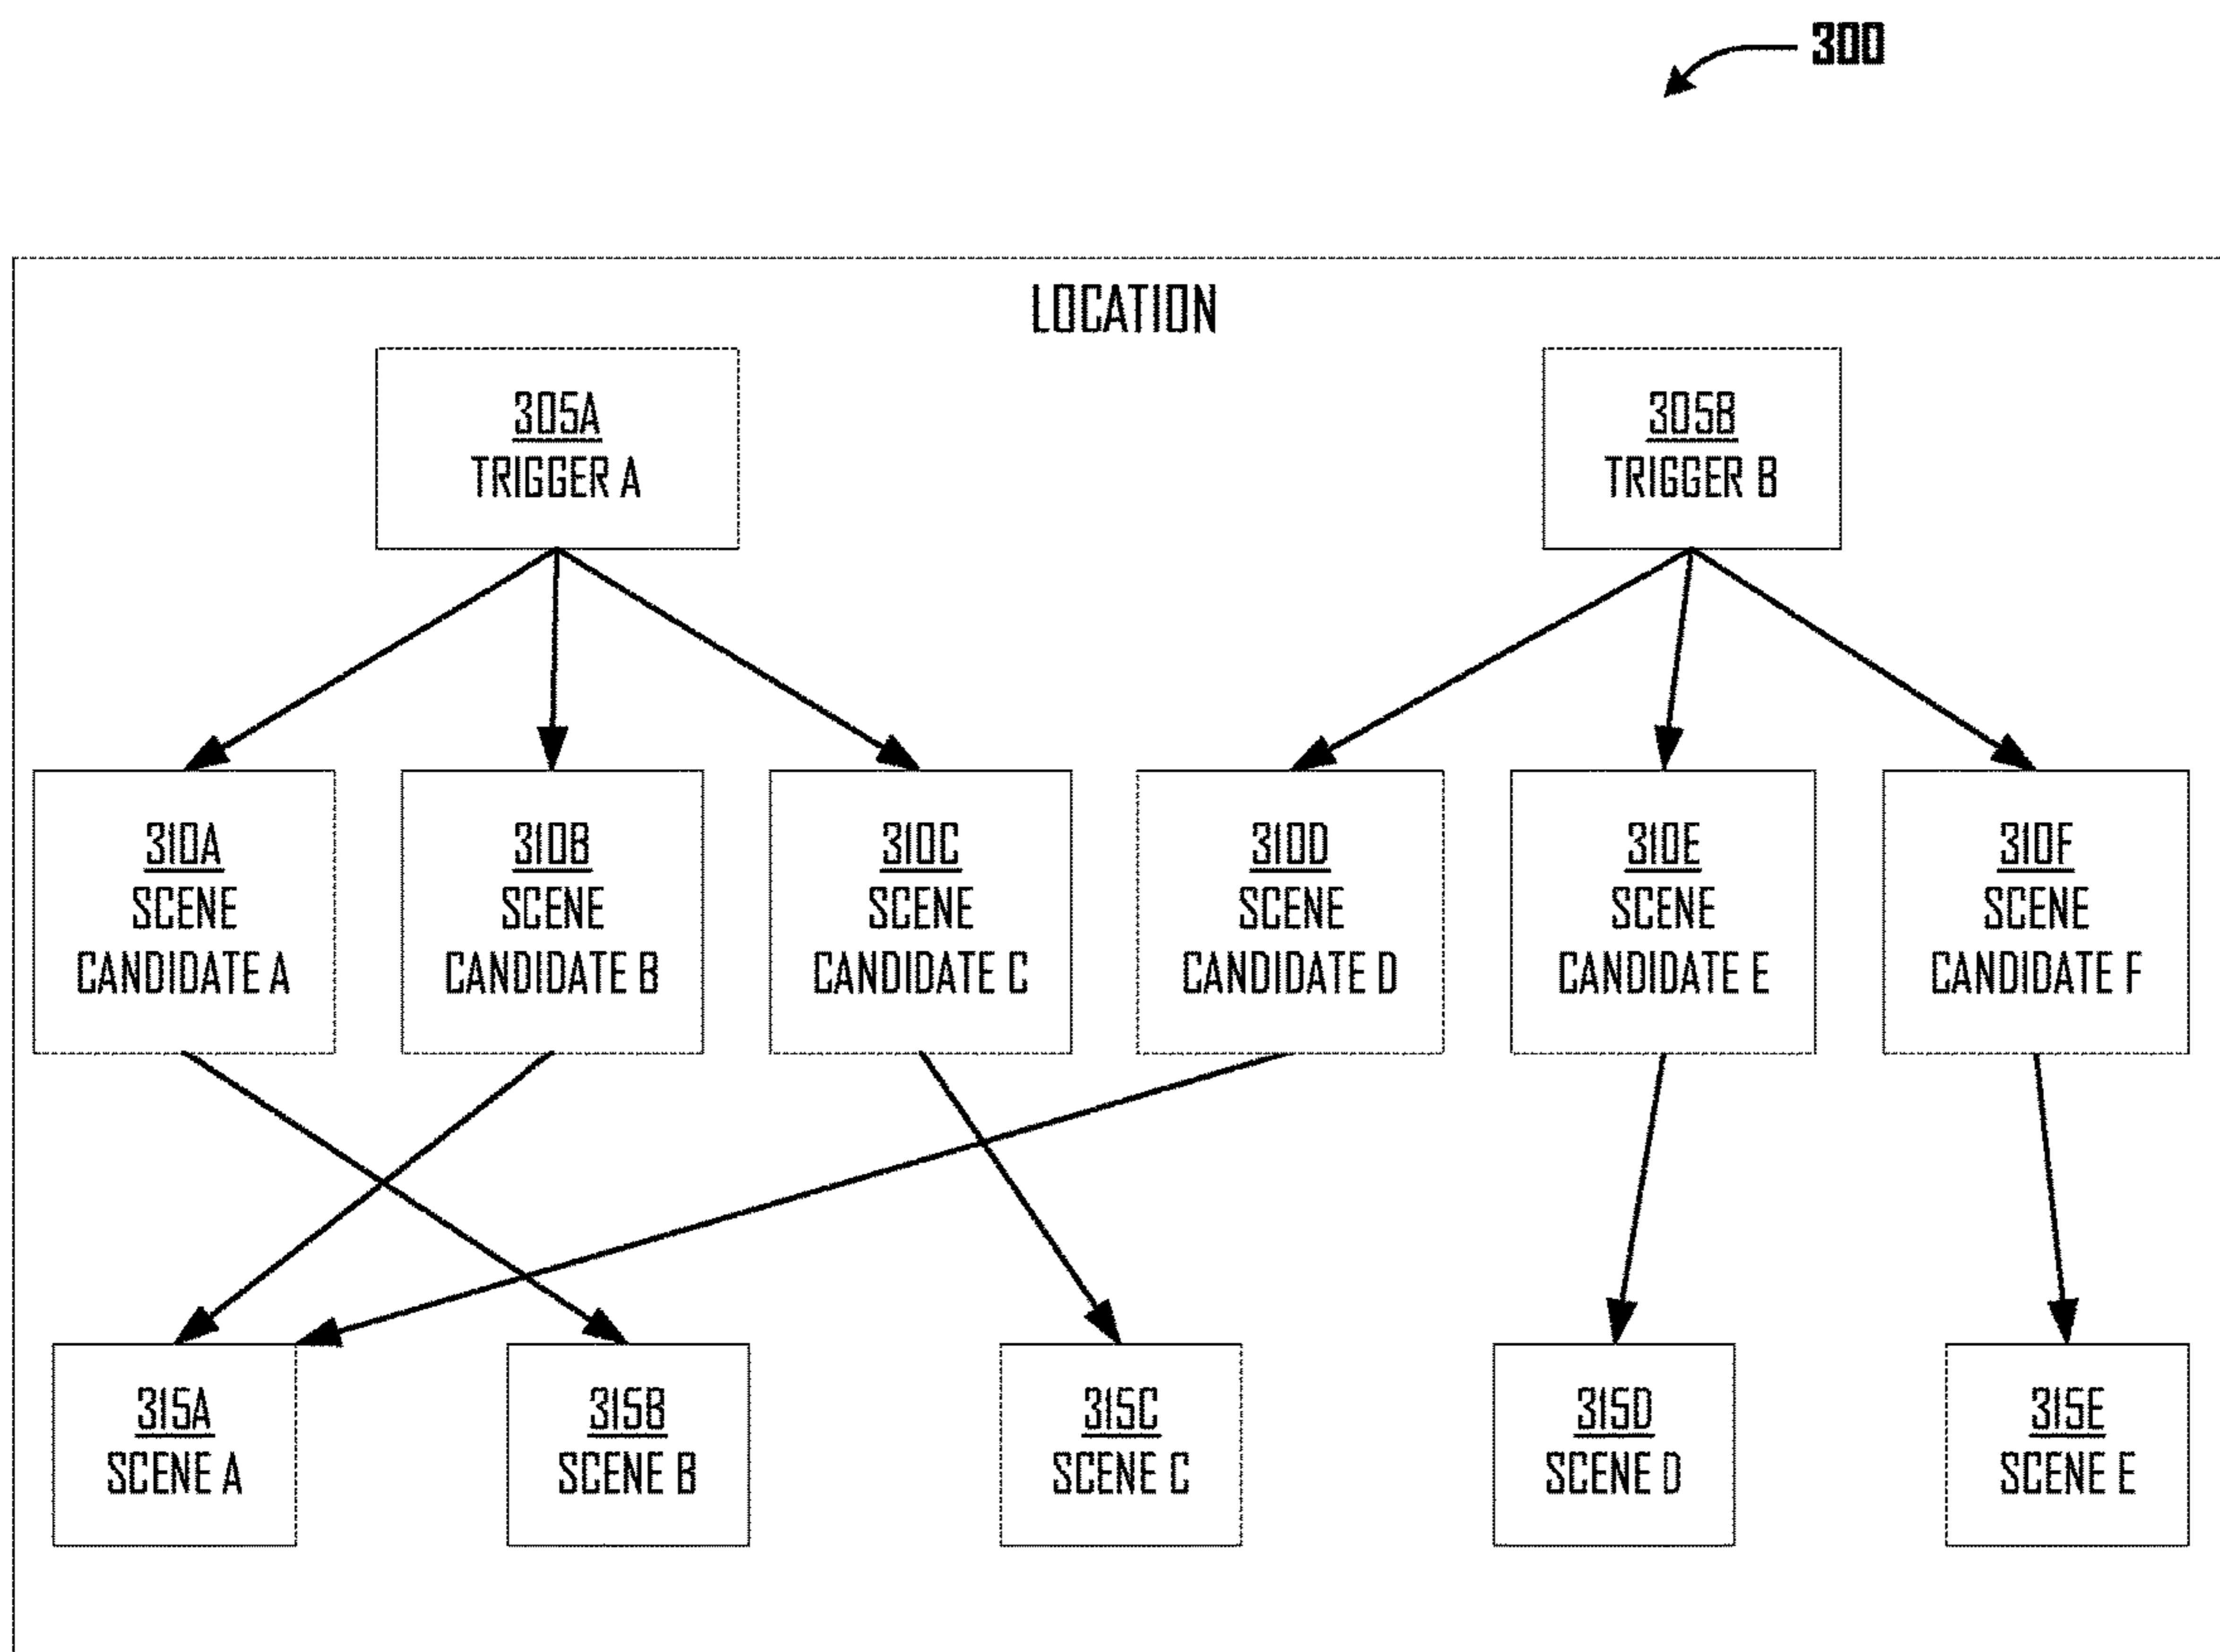 300
LOCATION
305A
TRIGGER A
305B
TRIGGER B
310A
SCENE
CANDIDATE A
310B
SCENE
CANDIDATE B
310C
SCENE
CANDIDATE C
310D
SCENE
CANDIDATE D
310E
SCENE
CANDIDATE E
310F
SCENE
CANDIDATE F
315A
SCENE A
315B
SCENE B
315C
SCENE C
315D
SCENE D
315E
SCENE E